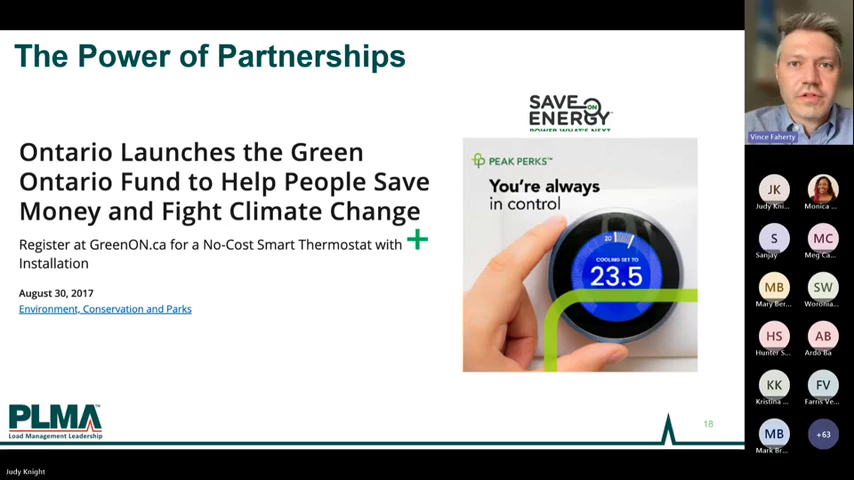 The Power of Partnerships
SAVE ON
ENERGY™
POWER WHAT'S NEXT
Ontario Launches the Green
Ontario Fund to Help People Save
Money and Fight Climate Change
Register at GreenON.ca for a No-Cost Smart Thermostat with
Installation
August 30, 2017
Environment, Conservation and Parks
PEAK PERKS™
You're always
in control
20
COOLING SET TO
23.5
PLMA
Load Management Leadership
18
Judy Knight
Vince Faherty
JK
Judy Kni...
Monica ...
S
Sanjay
MC
Meg Ca...
MB
Mary Ber...
SW
Woronia...
HS
Hunter S...
AB
Ardo Ba
KK
Kristina ...
FV
Farris Ve...
MB
Mark Br...
+63